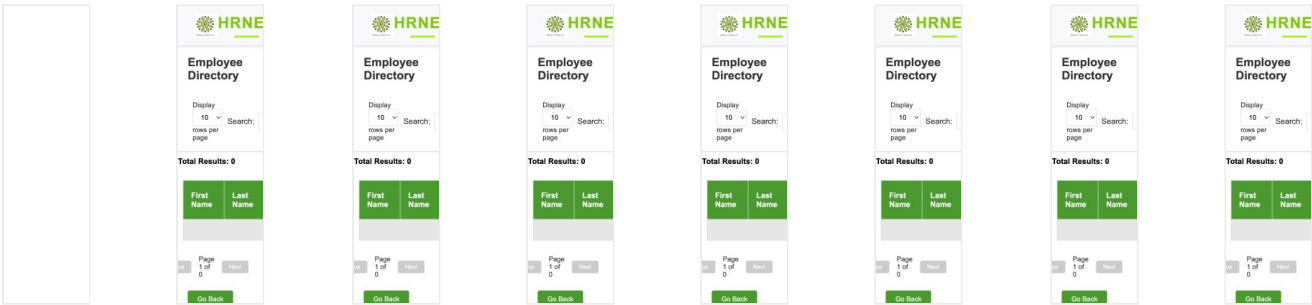 HRNE
Employee
Directory
Display
10
Search:
rows per
page
Total Results: 0
First Name
Last Name
Page
1 of
0
Next
Go Back
HRNE
Employee
Directory
Display
10
Search:
rows per
page
Total Results: 0
First Name
Last Name
Page
1 of
0
Next
Go Back
HRNE
Employee
Directory
Display
10
Search:
rows per
page
Total Results: 0
First Name
Last Name
Page
1 of
0
Next
Go Back
HRNE
Employee
Directory
Display
10
Search:
rows per
page
Total Results: 0
First Name
Last Name
Page
1 of
0
Next
Go Back
HRNE
Employee
Directory
Display
10
Search:
rows per
page
Total Results: 0
First Name
Last Name
Page
1 of
0
Next
Go Back
HRNE
Employee
Directory
Display
10
Search:
rows per
page
Total Results: 0
First Name
Last Name
Page
1 of
0
Next
Go Back
HRNE
Employee
Directory
Display
10
Search:
rows per
page
Total Results: 0
First Name
Last Name
Page
1 of
0
Next
Go Back